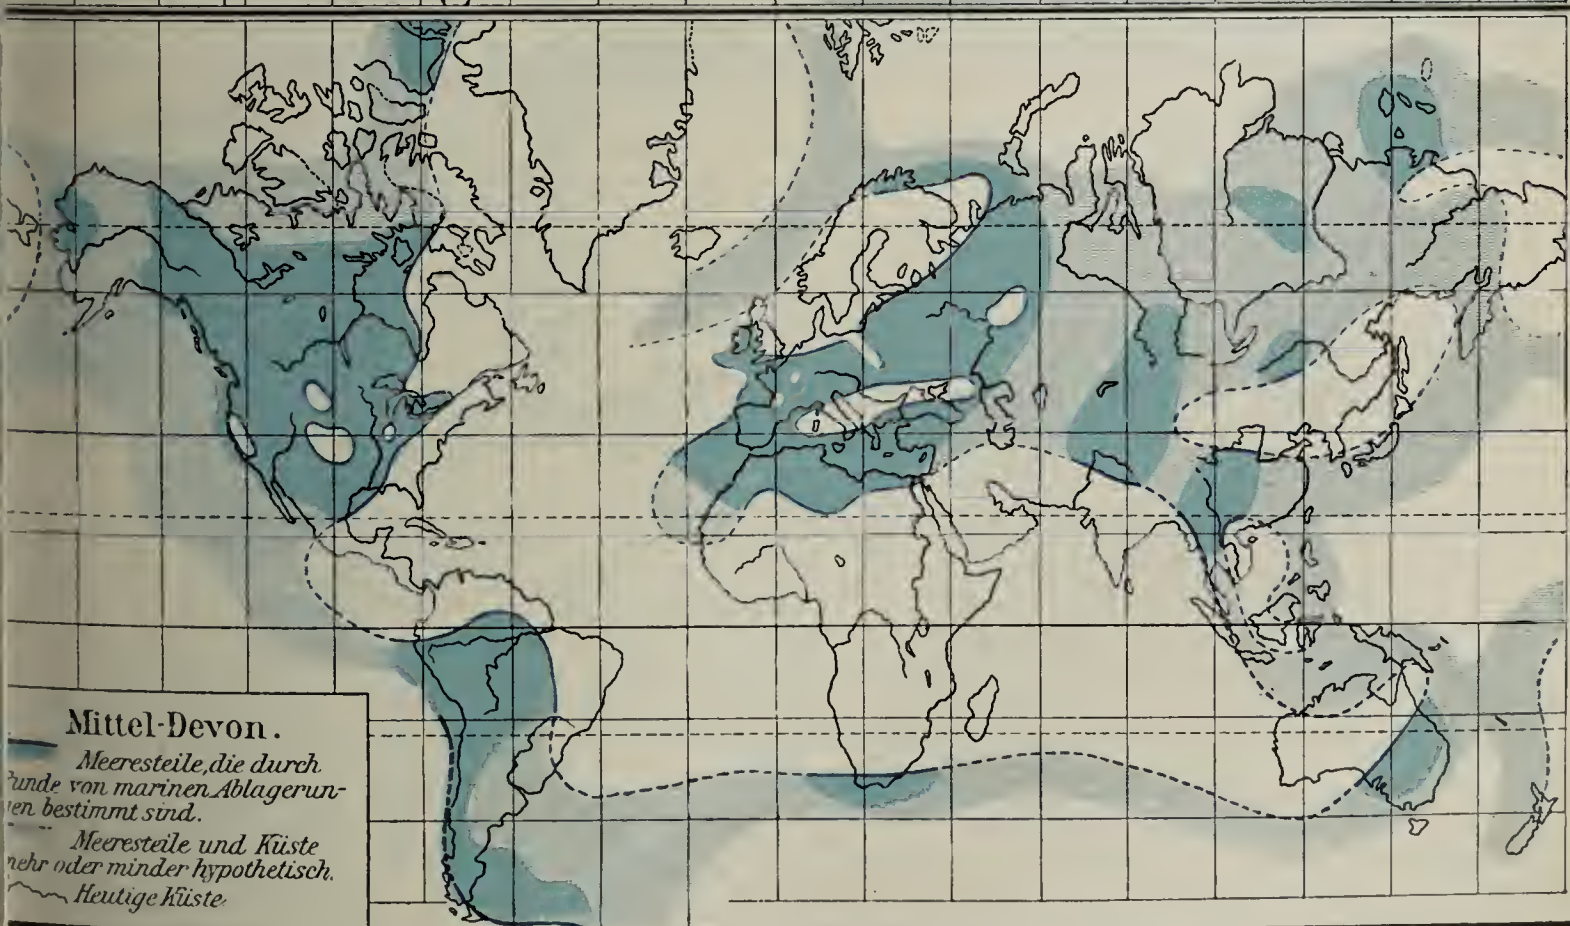 Mittel-Devon.
Meeresteile, die durch
unde von marinen Ablagerun-
en bestimmt sind.
Meeresteile und Küste
mehr oder minder hypothetisch.
Heutige Küste